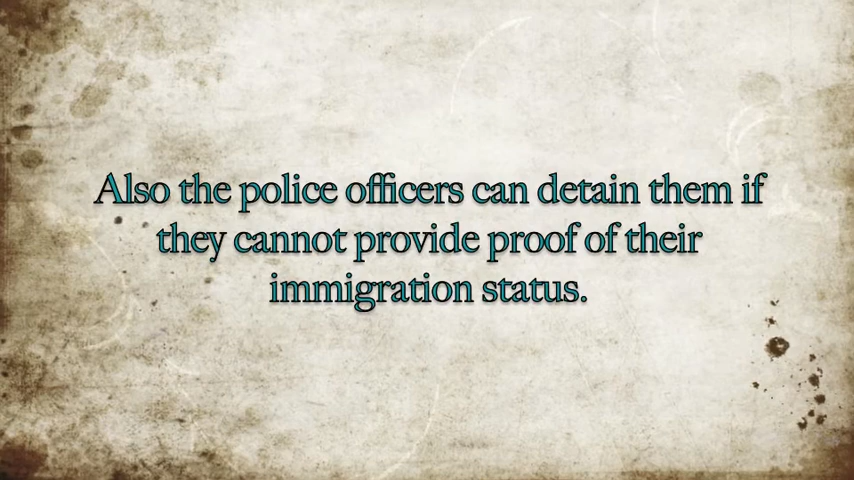 Also the police officers can detain them if
they cannot provide proof of their
immigration status.